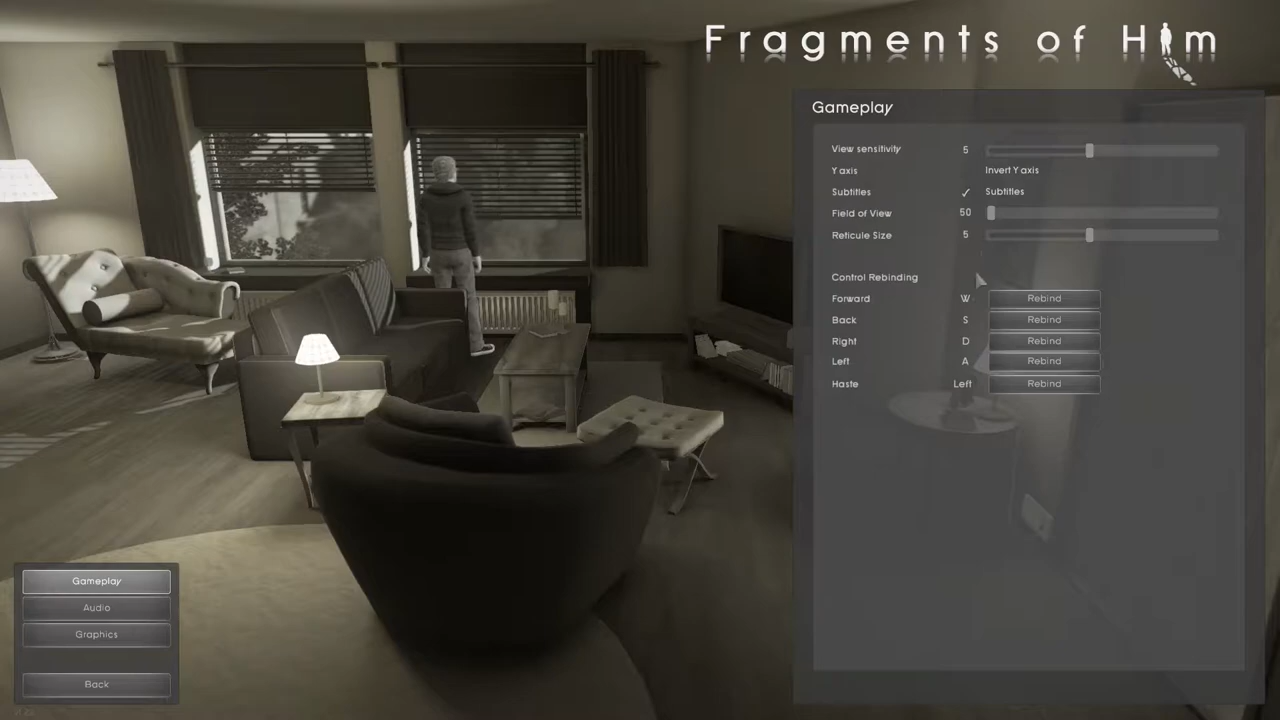 Fragments of Him
Gameplay
View sensitivity 5
Y axis Invert Y axis
Subtitles ✓ Subtitles
Field of View 50
Reticule Size 5
Control Rebinding
Forward W Rebind
Back S Rebind
Right D Rebind
Left A Rebind
Haste Left Rebind
Gameplay
Audio
Graphics
Back